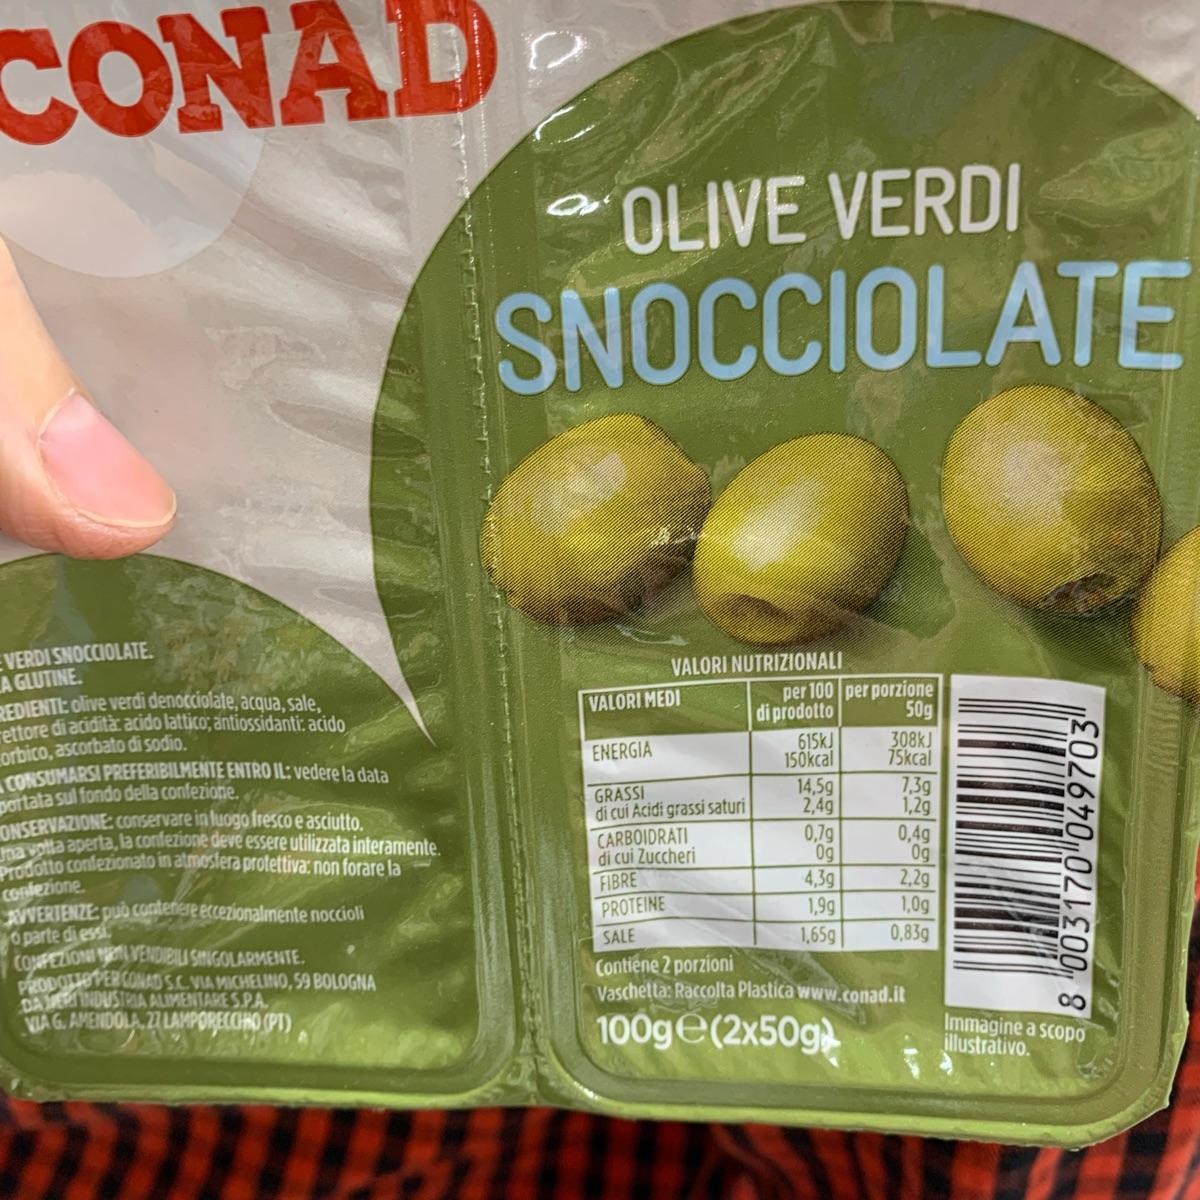 CONAD
OLIVE VERDI
SNOCCIOLATE
VERDI SNOCCIOLATE.
A GLUTINE.
REDIENTI: olive verdi denocciolate, acqua, sale,
rettore di acidità: acido lattico; antiossidanti: acido
orbico, ascorbato di sodio.
CONSUMARSI PREFERIBILMENTE ENTRO IL: vedere la data
portata sul fondo della confezione.
ONSERVAZIONE: conservare in luogo fresco e asciutto.
Una volta aperta, la confezione deve essere utilizzata interamente.
Prodotto confezionato in atmosfera protettiva: non forare la
confezione.
AVVERTENZE: può contenere eccezionalmente noccioli
o parte di essi.
CONFEZIONI NON VENDIBILI SINGOLARMENTE.
PRODOTTO PER CONAD S.C. VIA MICHELINO, 59 BOLOGNA
DA NERI INDUSTRIA ALIMENTARE S.P.A.
VIA G. AMENDOLA, 27 LAMPORECCHIO (PT)
VALORI NUTRIZIONALI
VALORI MEDI per 100 di prodotto per porzione 50g
ENERGIA 615kJ 150kcal 308kJ 75kcal
GRASSI 14,5g 7,3g
di cui Acidi grassi saturi 2,4g 1,2g
CARBOIDRATI 0,7g 0,4g
di cui Zuccheri 0g 0g
FIBRE 4,3g 2,2g
PROTEINE 1,9g 1,0g
SALE 1,65g 0,83g
Contiene 2 porzioni
Vaschetta: Raccolta Plastica www.conad.it
100g e (2x50g)
8 003170 049703
Immagine a scopo
illustrativo.